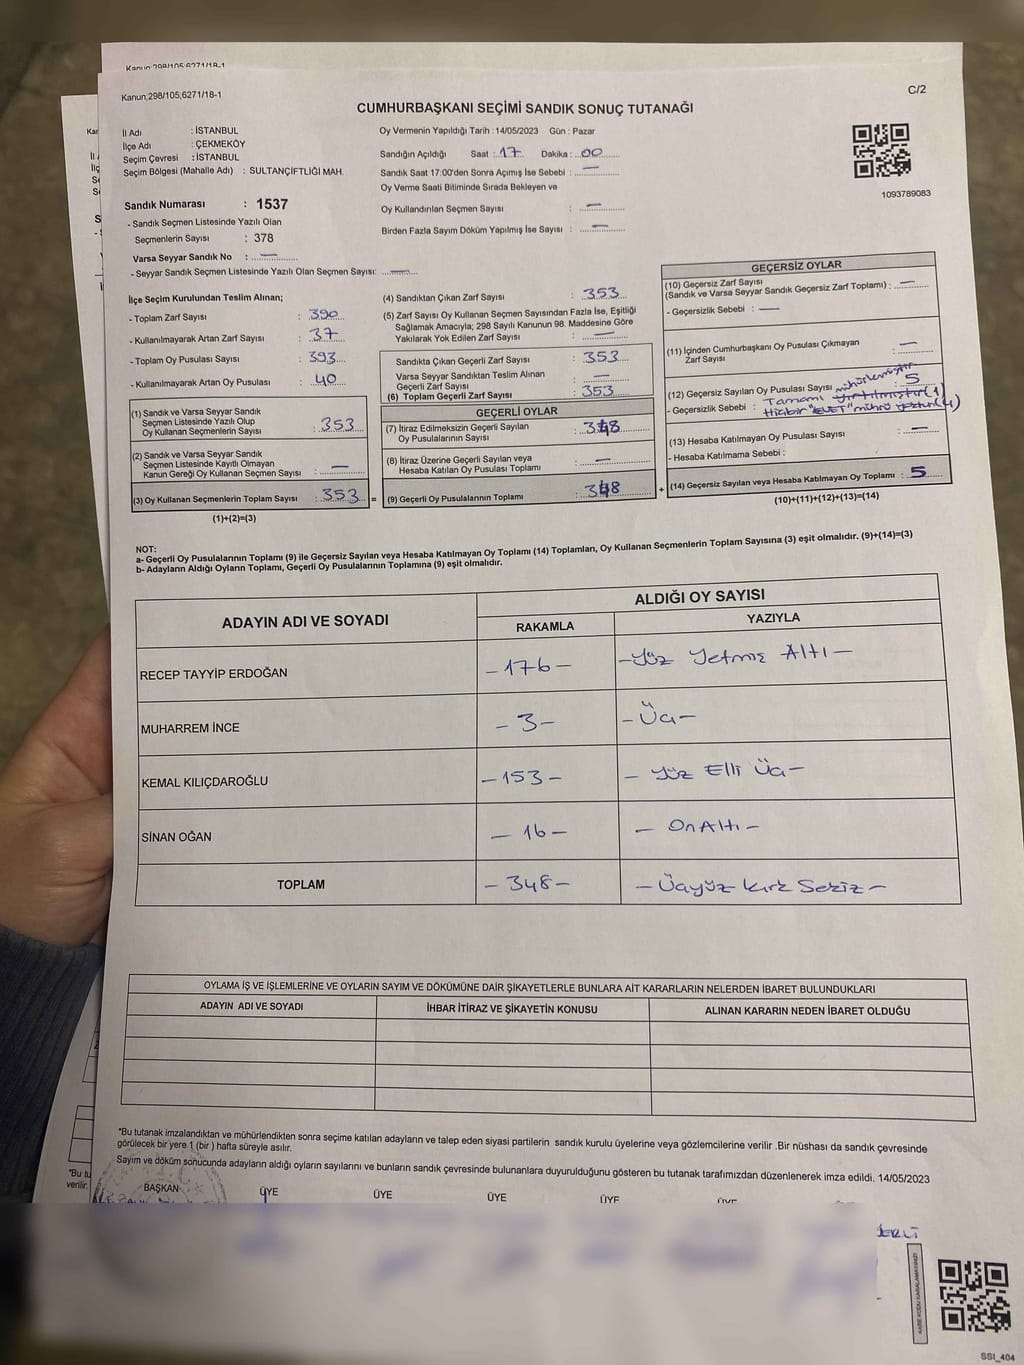 Kanun;298/105;6271/18-1
Kanun;298/105;6271/18-1
C/2
CUMHURBAŞKANI SEÇİMİ SANDIK SONUÇ TUTANAĞI
İl Adı : İSTANBUL
İlçe Adı : ÇEKMEKÖY
Seçim Çevresi : İSTANBUL
Seçim Bölgesi (Mahalle Adı) : SULTANÇİFTLİĞİ MAH.
Sandık Numarası : 1537
- Sandık Seçmen Listesinde Yazılı Olan
Seçmenlerin Sayısı : 378
Varsa Seyyar Sandık No : —
- Seyyar Sandık Seçmen Listesinde Yazılı Olan Seçmen Sayısı: —
Oy Vermenin Yapıldığı Tarih : 14/05/2023 Gün : Pazar
Sandığın Açıldığı Saat : 17 Dakika : 00
Sandık Saat 17:00'den Sonra Açımış İse Sebebi : —
Oy Verme Saati Bitiminde Sırada Bekleyen ve
Oy Kullandırılan Seçmen Sayısı : —
Birden Fazla Sayım Döküm Yapılmış İse Sayısı : —
1093789083
İlçe Seçim Kurulundan Teslim Alınan;
- Toplam Zarf Sayısı : 390
- Kullanılmayarak Artan Zarf Sayısı : 37
- Toplam Oy Pusulası Sayısı : 393
- Kullanılmayarak Artan Oy Pusulası : 40
(1) Sandık ve Varsa Seyyar Sandık
Seçmen Listesinde Yazılı Olup
Oy Kullanan Seçmenlerin Sayısı : 353
(2) Sandık ve Varsa Seyyar Sandık
Seçmen Listesinde Kayıtlı Olmayan
Kanun Gereği Oy Kullanan Seçmen Sayısı : —
(3) Oy Kullanan Seçmenlerin Toplam Sayısı : 353 =
(1)+(2)=(3)
(4) Sandıktan Çıkan Zarf Sayısı : 353
(5) Zarf Sayısı Oy Kullanan Seçmen Sayısından Fazla İse, Eşitliği
Sağlamak Amacıyla; 298 Sayılı Kanunun 98. Maddesine Göre
Yakılarak Yok Edilen Zarf Sayısı : —
Sandıkta Çıkan Geçerli Zarf Sayısı : 353
Varsa Seyyar Sandıktan Teslim Alınan
Geçerli Zarf Sayısı : —
(6) Toplam Geçerli Zarf Sayısı : 353
GEÇERLİ OYLAR
(7) İtiraz Edilmeksizin Geçerli Sayılan
Oy Pusulalarının Sayısı : 348
(8) İtiraz Üzerine Geçerli Sayılan veya
Hesaba Katılan Oy Pusulası Toplamı : —
(9) Geçerli Oy Pusulalarının Toplamı : 348 +
GEÇERSİZ OYLAR
(10) Geçersiz Zarf Sayısı
(Sandık ve Varsa Seyyar Sandık Geçersiz Zarf Toplamı) : —
- Geçersizlik Sebebi : —
(11) İçinden Cumhurbaşkanı Oy Pusulası Çıkmayan
Zarf Sayısı : —
(12) Geçersiz Sayılan Oy Pusulası Sayısı : 5
mühürlemiştir
- Geçersizlik Sebebi : Tamamı yırtılmıştır(1)
Hiçbir "EVET" mührü yoktur(4)
(13) Hesaba Katılmayan Oy Pusulası Sayısı : —
- Hesaba Katılmama Sebebi :
(14) Geçersiz Sayılan veya Hesaba Katılmayan Oy Toplamı : 5
(10)+(11)+(12)+(13)=(14)
NOT:
a- Geçerli Oy Pusulalarının Toplamı (9) ile Geçersiz Sayılan veya Hesaba Katılmayan Oy Toplamı (14) Toplamları, Oy Kullanan Seçmenlerin Toplam Sayısına (3) eşit olmalıdır. (9)+(14)=(3)
b- Adayların Aldığı Oyların Toplamı, Geçerli Oy Pusulalarının Toplamına (9) eşit olmalıdır.
ADAYIN ADI VE SOYADI
ALDIĞI OY SAYISI
RAKAMLA YAZIYLA
RECEP TAYYİP ERDOĞAN -176- -Yüz Yetmiş Altı-
MUHARREM İNCE -3- -Üç-
KEMAL KILIÇDAROĞLU -153- - Yüz Elli Üç-
SİNAN OĞAN - 16 - - On Altı -
TOPLAM - 348 - - Üçyüz Kırk Sekiz -
OYLAMA İŞ VE İŞLEMLERİNE VE OYLARIN SAYIM VE DÖKÜMÜNE DAİR ŞİKAYETLERLE BUNLARA AİT KARARLARIN NELERDEN İBARET BULUNDUKLARI
ADAYIN ADI VE SOYADI İHBAR İTİRAZ VE ŞİKAYETİN KONUSU ALINAN KARARIN NEDEN İBARET OLDUĞU
*Bu tutanak imzalandıktan ve mühürlendikten sonra seçime katılan adayların ve talep eden siyasi partilerin sandık kurulu üyelerine veya gözlemcilerine verilir .Bir nüshası da sandık çevresinde
görülecek bir yere 1 (bir ) hafta süreyle asılır.
Sayım ve döküm sonucunda adayların aldığı oyların sayılarını ve bunların sandık çevresinde bulunanlara duyurulduğunu gösteren bu tutanak tarafımızdan düzenlenerek imza edildi. 14/05/2023
*Bu tu
verilir.
BAŞKAN ÜYE ÜYE ÜYE ÜYE ÜYE
SSI_404